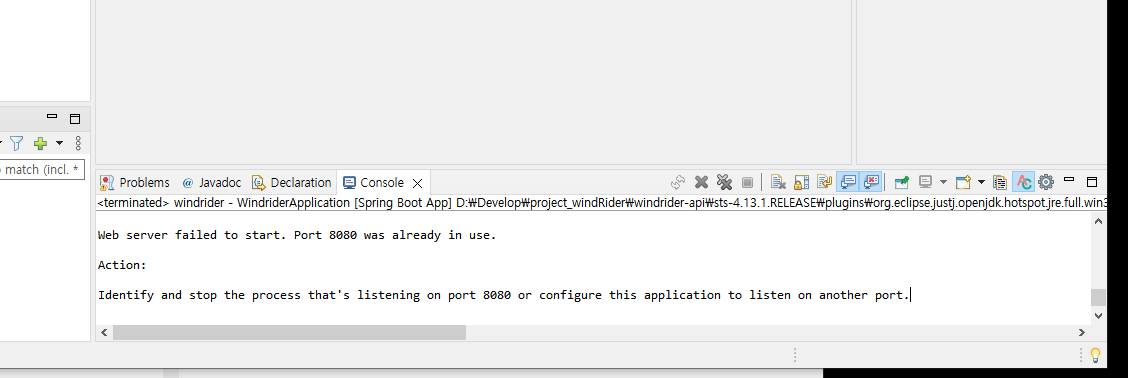 match (incl. *
Problems
@ Javadoc
Declaration
Console
<terminated> windrider - WindriderApplication [Spring Boot App] D:₩Develop₩project_windRider₩windrider-api₩sts-4.13.1.RELEASE₩plugins₩org.eclipse.justj.openjdk.hotspot.jre.full.win3
Web server failed to start. Port 8080 was already in use.
Action:
Identify and stop the process that's listening on port 8080 or configure this application to listen on another port.